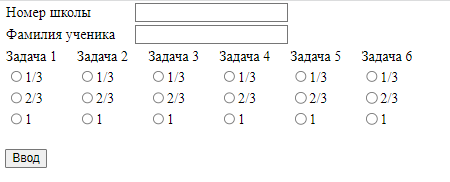 Номер школы
Фамилия ученика
Задача 1 Задача 2 Задача 3 Задача 4 Задача 5 Задача 6
1/3 1/3 1/3 1/3 1/3 1/3
2/3 2/3 2/3 2/3 2/3 2/3
1 1 1 1 1 1
Ввод